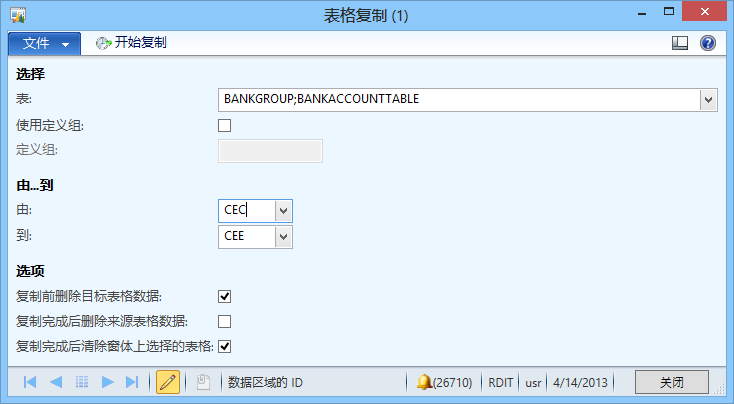 表格复制 (1)
文件 开始复制
选择
表: BANKGROUP;BANKACCOUNTTABLE
使用定义组:
定义组:
由...到
由: CEC
到: CEE
选项
复制前删除目标表格数据:
复制完成后删除来源表格数据:
复制完成后清除窗体上选择的表格:
数据区域的 ID (26710) RDIT usr 4/14/2013 关闭